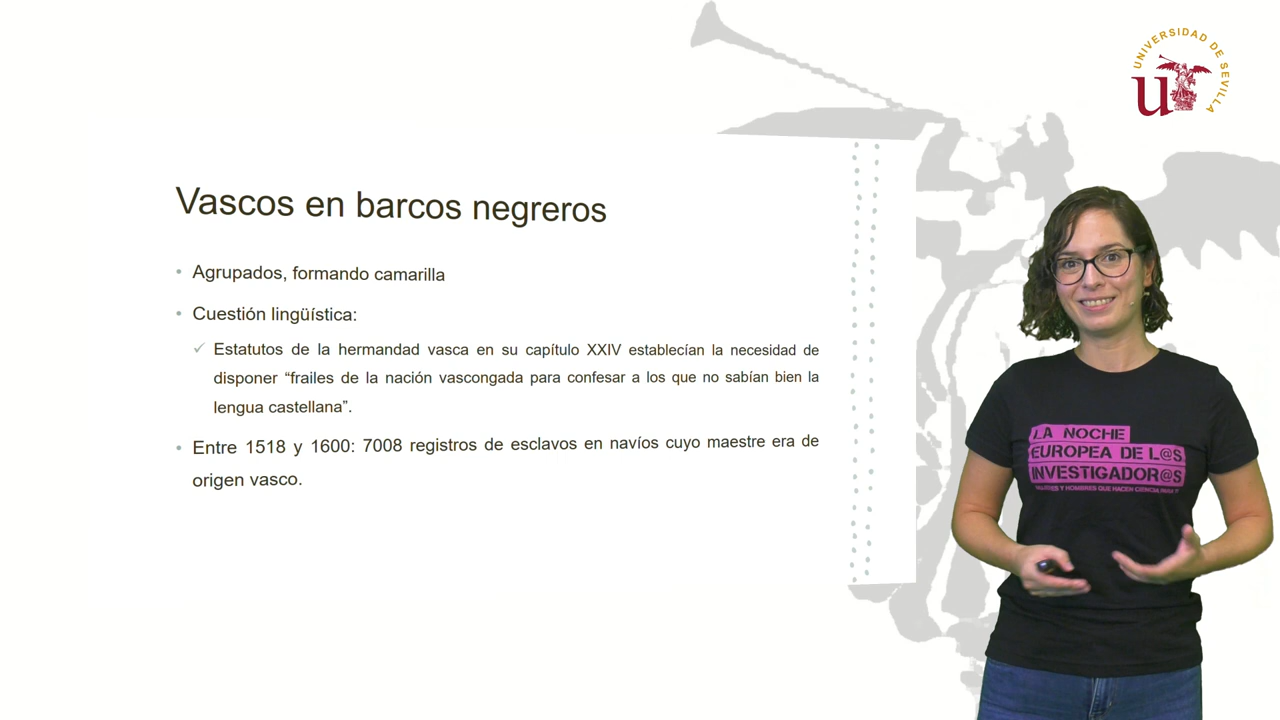 UNIVERSIDAD DE SEVILLA
Vascos en barcos negreros
• Agrupados, formando camarilla
• Cuestión lingüística:
✓ Estatutos de la hermandad vasca en su capítulo XXIV establecían la necesidad de
disponer “frailes de la nación vascongada para confesar a los que no sabían bien la
lengua castellana”.
• Entre 1518 y 1600: 7008 registros de esclavos en navíos cuyo maestre era de
origen vasco.
LA NOCHE
EUROPEA DE L@S
INVESTIGADOR@S